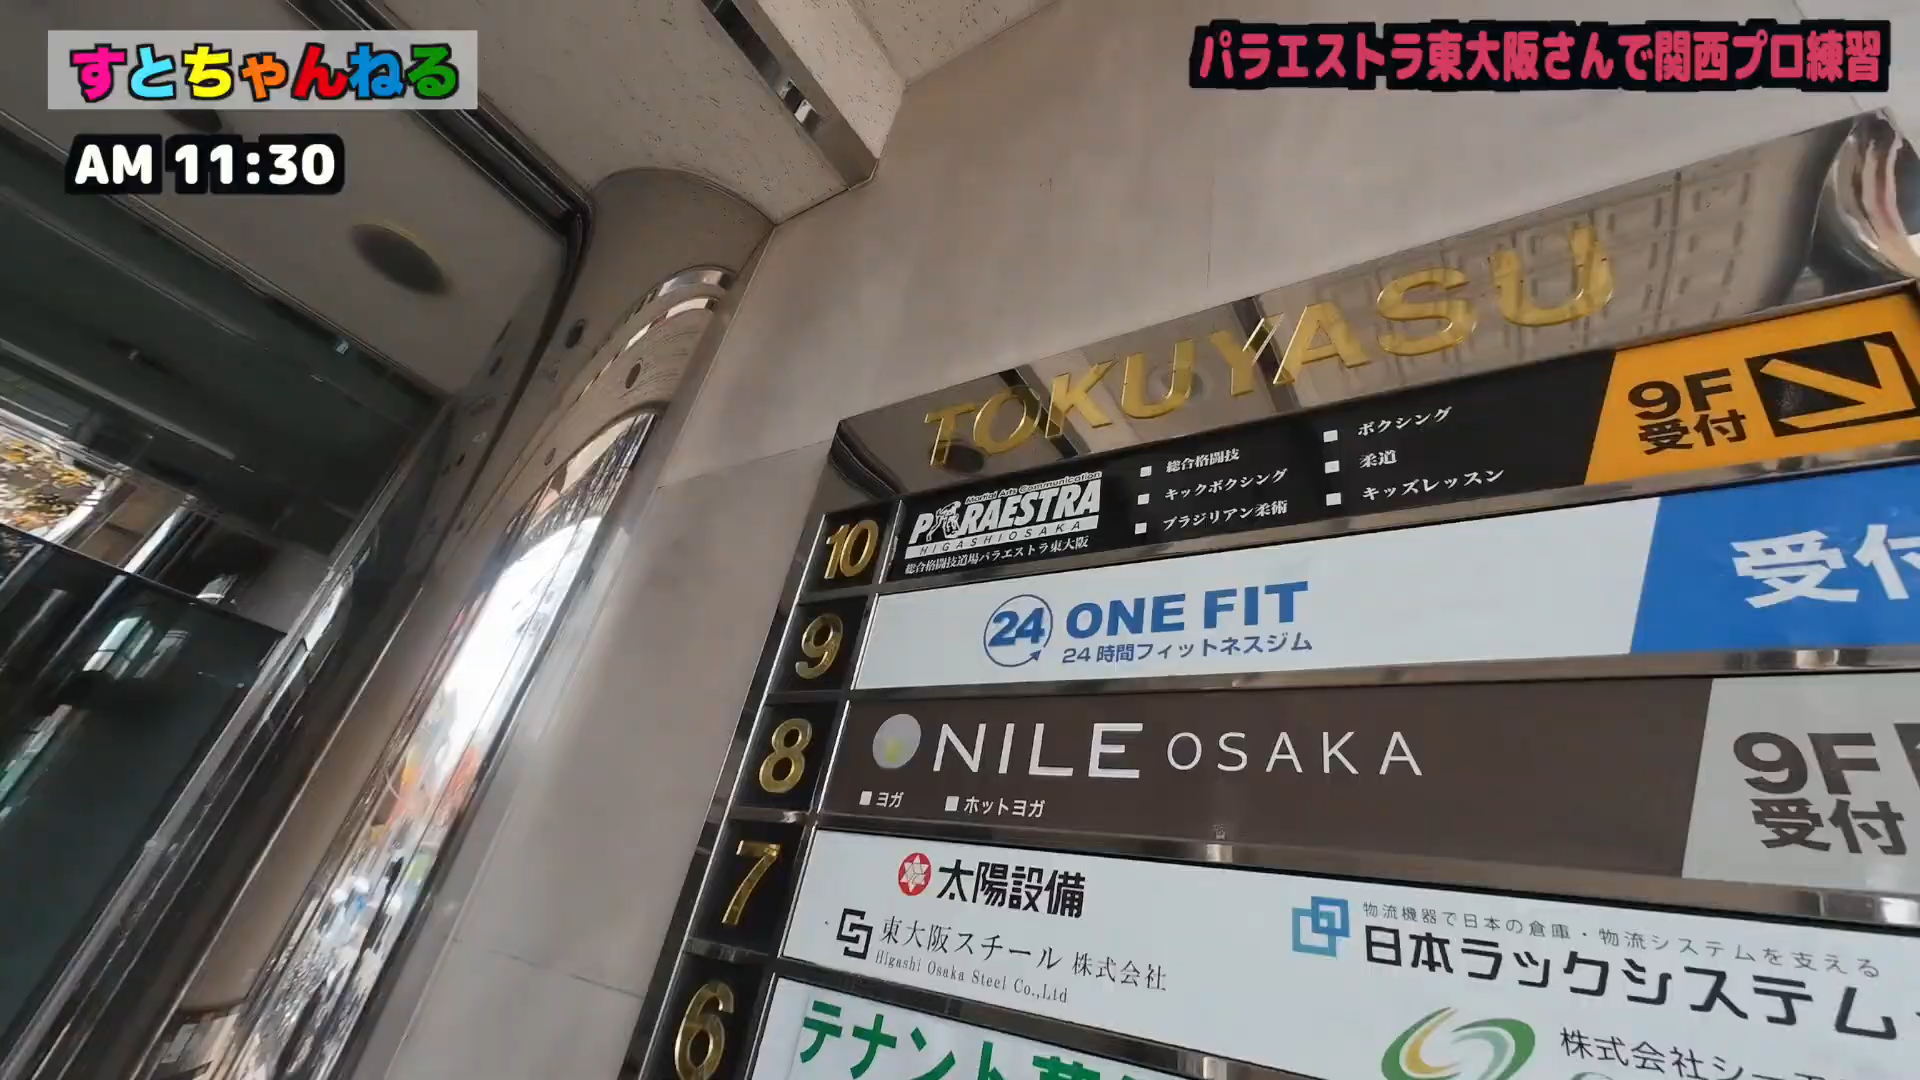 すとちゃんねる
AM 11:30
パラエストラ東大阪さんで関西プロ練習
TOKUYASU
10
Martial Arts Communication
PARAESTRA
HIGASHIOSAKA
総合格闘技道場パラエストラ東大阪
■ 総合格闘技
■ キックボクシング
■ ブラジリアン柔術
■ ボクシング
■ 柔道
■ キッズレッスン
9F
受付
9
24 ONE FIT
24時間フィットネスジム
受付
8
NILE OSAKA
■ ヨガ ■ ホットヨガ
9F
受付
7
太陽設備
東大阪スチール 株式会社
Higashi Osaka Steel Co.,Ltd
物流機器で日本の倉庫・物流システムを支える
日本ラックシステム
6
テナント
株式会社シー